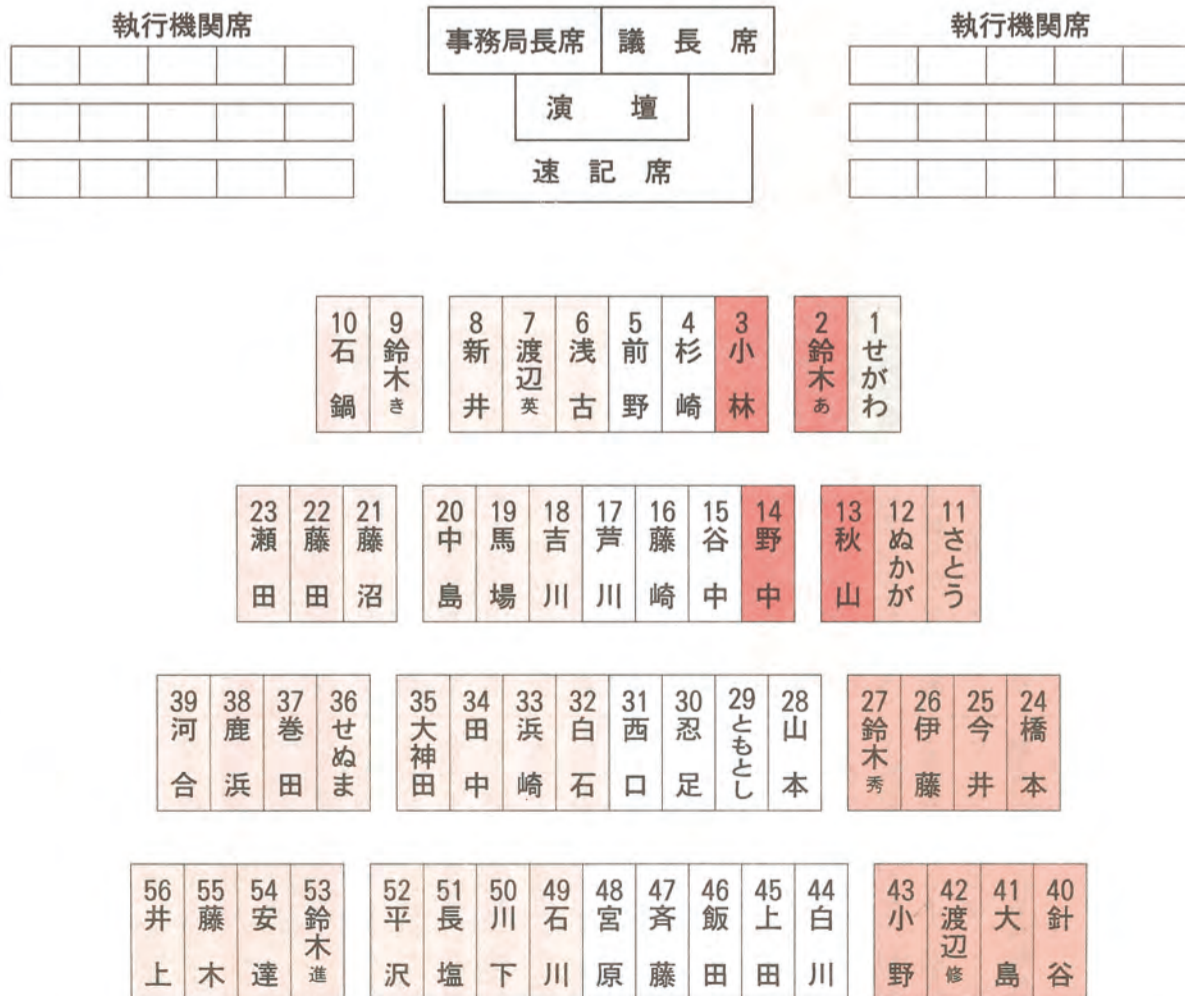 執行機関席
事務局長席 議長席
執行機関席
演壇
速記席
10 石鍋
9 鈴木き
8 新井
7 渡辺英
6 浅古
5 前野
4 杉崎
3 小林
2 鈴木あ
1 せがわ
23 瀬田
22 藤田
21 藤沼
20 中島
19 馬場
18 吉川
17 芦川
16 藤崎
15 谷中
14 野中
13 秋山
12 ぬかが
11 さとう
39 河合
38 鹿浜
37 巻田
36 せぬま
35 大神田
34 田中
33 浜崎
32 白石
31 西口
30 忍足
29 ともとし
28 山本
27 鈴木秀
26 伊藤
25 今井
24 橋本
56 井上
55 藤木
54 安達
53 鈴木進
52 平沢
51 長塩
50 川下
49 石川
48 宮原
47 斉藤
46 飯田
45 上田
44 白川
43 小野
42 渡辺修
41 大島
40 針谷